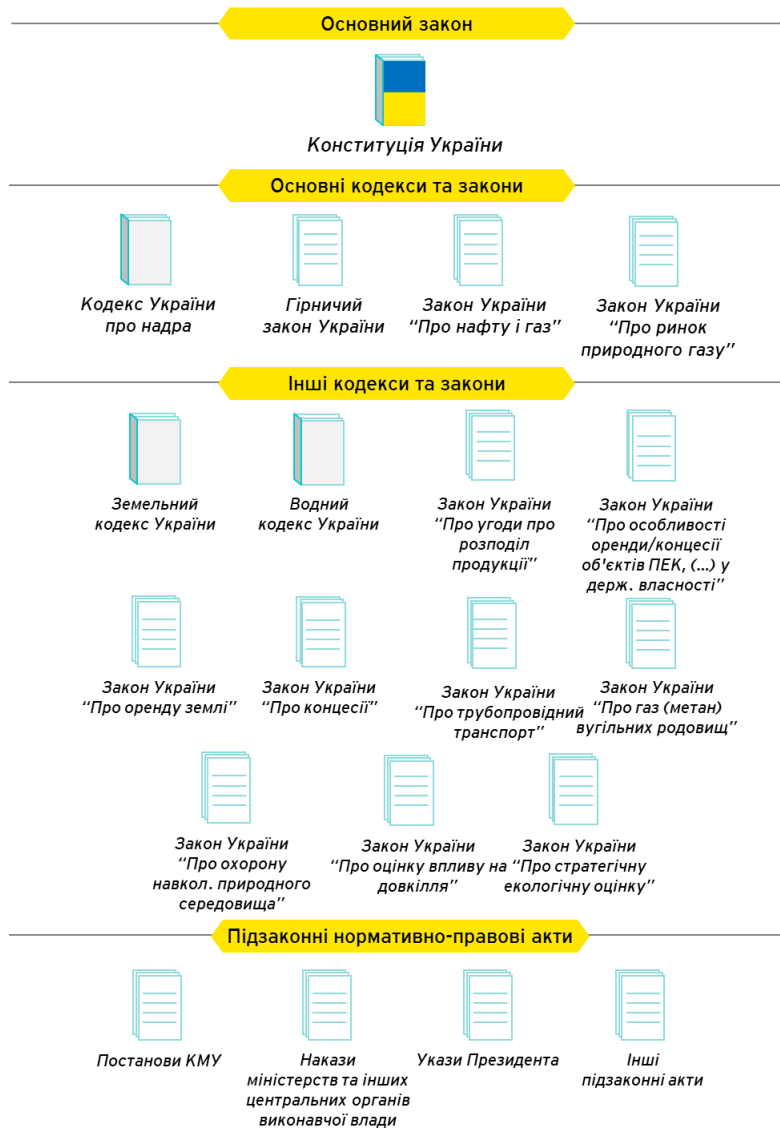 Основний закон
Конституція України
Основні кодекси та закони
Кодекс України
про надра
Гірничий
закон України
Закон України
“Про нафту і газ”
Закон України
“Про ринок
природного газу”
Інші кодекси та закони
Земельний
кодекс України
Водний
кодекс України
Закон України
“Про угоди про
розподіл
продукції”
Закон України
“Про особливості
оренди/концесії
об'єктів ПЕК, (...) у
держ. власності”
Закон України
“Про оренду землі”
Закон України
“Про концесії”
Закон України
“Про трубопровідний
транспорт”
Закон України
“Про газ (метан)
вугільних родовищ”
Закон України
“Про охорону
навкол. природного
середовища”
Закон України
“Про оцінку впливу на
довкілля”
Закон України
“Про стратегічну
екологічну оцінку”
Підзаконні нормативно-правові акти
Постанови КМУ
Накази
міністерств та інших
центральних органів
виконавчої влади
Укази Президента
Інші
підзаконні акти